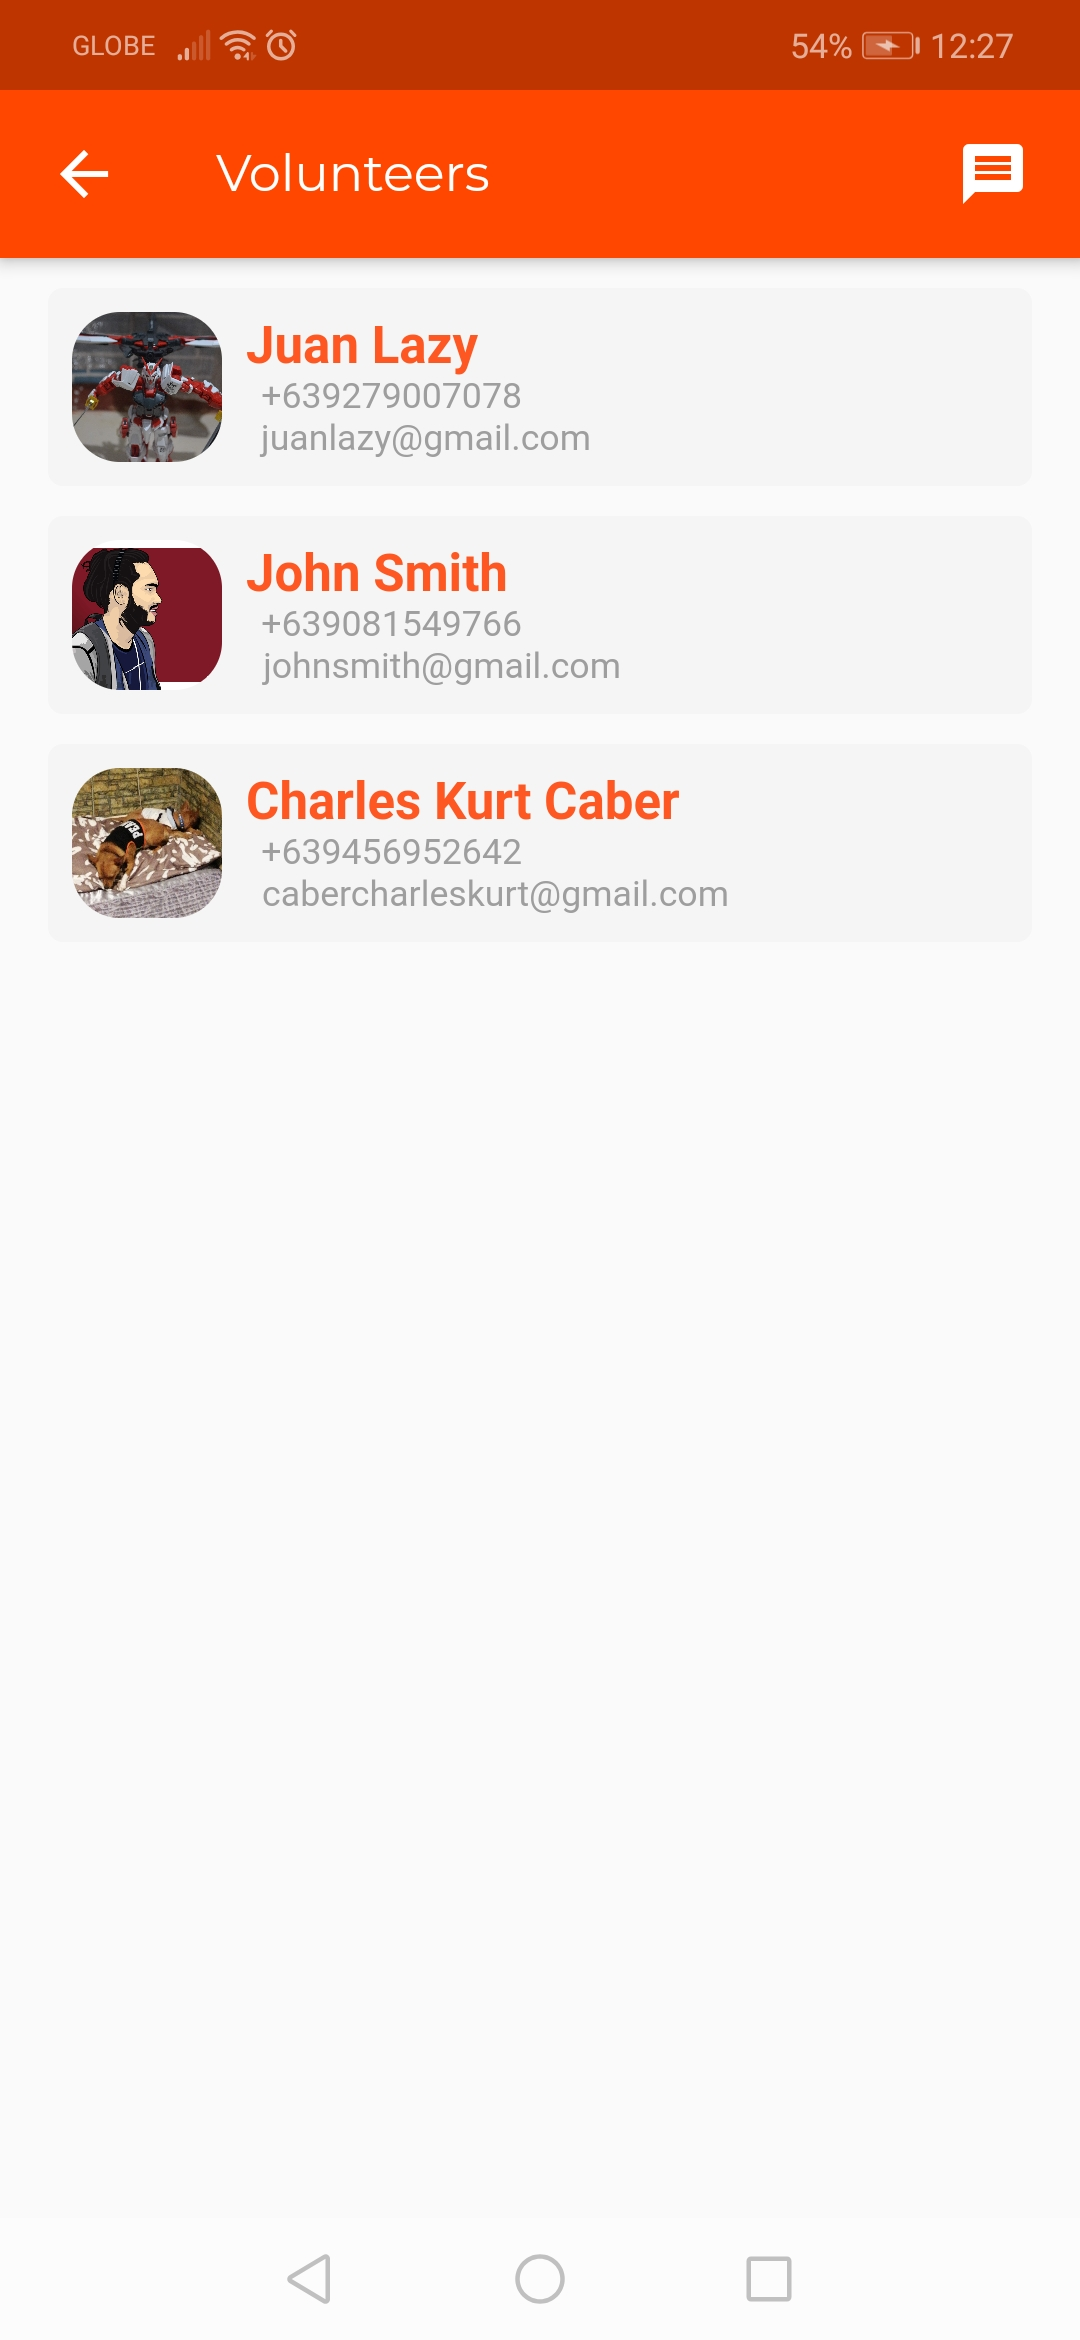 GLOBE 54% 12:27
Volunteers
Juan Lazy
+639279007078
juanlazy@gmail.com
John Smith
+639081549766
johnsmith@gmail.com
Charles Kurt Caber
+639456952642
cabercharleskurt@gmail.com